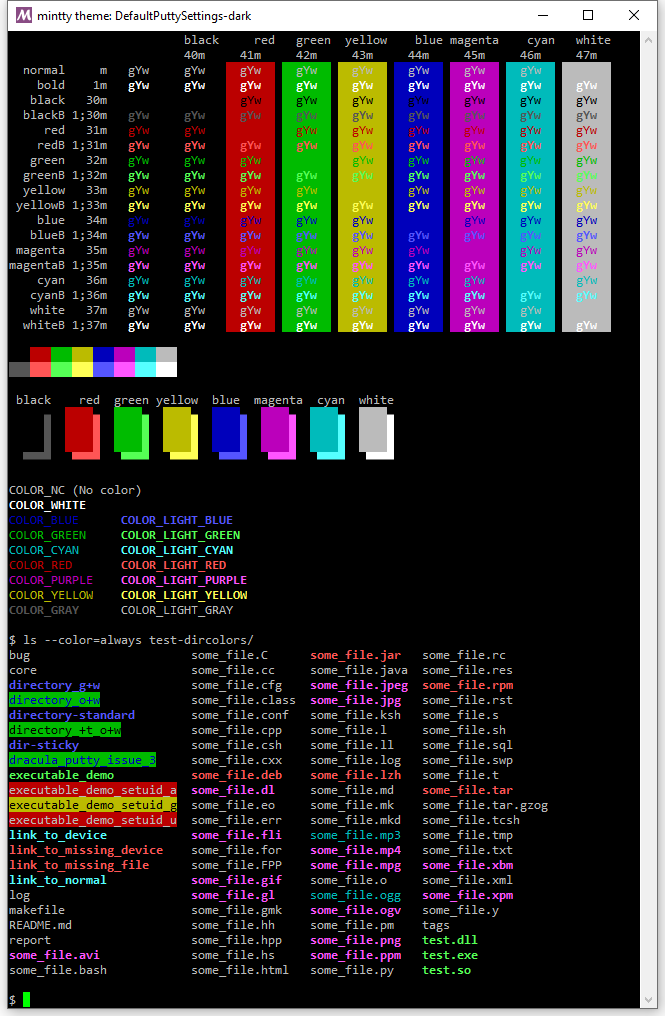 mintty theme: DefaultPuttySettings-dark
black red green yellow blue magenta cyan white
40m 41m 42m 43m 44m 45m 46m 47m
normal m gYw gYw gYw gYw gYw gYw gYw gYw
bold 1m gYw gYw gYw gYw gYw gYw gYw gYw gYw
black 30m gYw gYw gYw gYw gYw gYw gYw
blackB 1;30m gYw gYw gYw gYw gYw gYw gYw gYw gYw
red 31m gYw gYw gYw gYw gYw gYw gYw gYw
redB 1;31m gYw gYw gYw gYw gYw gYw gYw gYw gYw
green 32m gYw gYw gYw gYw gYw gYw gYw gYw
greenB 1;32m gYw gYw gYw gYw gYw gYw gYw gYw gYw
yellow 33m gYw gYw gYw gYw gYw gYw gYw gYw
yellowB 1;33m gYw gYw gYw gYw gYw gYw gYw gYw gYw
blue 34m gYw gYw gYw gYw gYw gYw gYw gYw
blueB 1;34m gYw gYw gYw gYw gYw gYw gYw gYw gYw
magenta 35m gYw gYw gYw gYw gYw gYw gYw gYw
magentaB 1;35m gYw gYw gYw gYw gYw gYw gYw gYw gYw
cyan 36m gYw gYw gYw gYw gYw gYw gYw gYw
cyanB 1;36m gYw gYw gYw gYw gYw gYw gYw gYw gYw
white 37m gYw gYw gYw gYw gYw gYw gYw gYw
whiteB 1;37m gYw gYw gYw gYw gYw gYw gYw gYw gYw
black red green yellow blue magenta cyan white
COLOR_NC (No color)
COLOR_WHITE
COLOR_BLUE COLOR_LIGHT_BLUE
COLOR_GREEN COLOR_LIGHT_GREEN
COLOR_CYAN COLOR_LIGHT_CYAN
COLOR_RED COLOR_LIGHT_RED
COLOR_PURPLE COLOR_LIGHT_PURPLE
COLOR_YELLOW COLOR_LIGHT_YELLOW
COLOR_GRAY COLOR_LIGHT_GRAY
$ ls --color=always test-dircolors/
bug some_file.C some_file.jar some_file.rc
core some_file.cc some_file.java some_file.res
directory_g+w some_file.cfg some_file.jpeg some_file.rpm
directory_o+w some_file.class some_file.jpg some_file.rst
directory-standard some_file.conf some_file.ksh some_file.s
directory_+t_o+w some_file.cpp some_file.l some_file.sh
dir-sticky some_file.csh some_file.ll some_file.sql
dracula_putty_issue_3 some_file.cxx some_file.log some_file.swp
executable_demo some_file.deb some_file.lzh some_file.t
executable_demo_setuid_a some_file.dl some_file.md some_file.tar
executable_demo_setuid_g some_file.eo some_file.mk some_file.tar.gzog
executable_demo_setuid_u some_file.err some_file.mkd some_file.tcsh
link_to_device some_file.fli some_file.mp3 some_file.tmp
link_to_missing_device some_file.for some_file.mp4 some_file.txt
link_to_missing_file some_file.FPP some_file.mpg some_file.xbm
link_to_normal some_file.gif some_file.o some_file.xml
log some_file.gl some_file.ogg some_file.xpm
makefile some_file.gmk some_file.ogv some_file.y
README.md some_file.hh some_file.pm tags
report some_file.hpp some_file.png test.dll
some_file.avi some_file.hs some_file.ppm test.exe
some_file.bash some_file.html some_file.py test.so
$